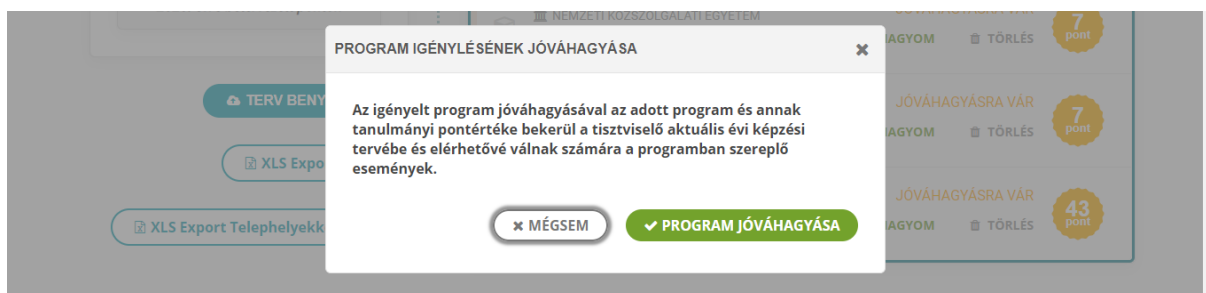 NEMZETI KÖZSZOLGÁLATI EGYETEM
7
pont
PROGRAM IGÉNYLÉSÉNEK JÓVÁHAGYÁSA
AGYOM
TÖRLÉS
TERV BENY
Az igényelt program jóváhagyásával az adott program és annak
tanulmányi pontértéke bekerül a tisztviselő aktuális évi képzési
tervébe és elérhetővé válnak számára a programban szereplő
események.
JÓVÁHAGYÁSRA VÁR
7
pont
HAGYOM
TÖRLÉS
XLS Expo
JÓVÁHAGYÁSRA VÁR
43
pont
XLS Export Telephelyekk
MÉGSEM
PROGRAM JÓVÁHAGYÁSA
HAGYOM
TÖRLÉS